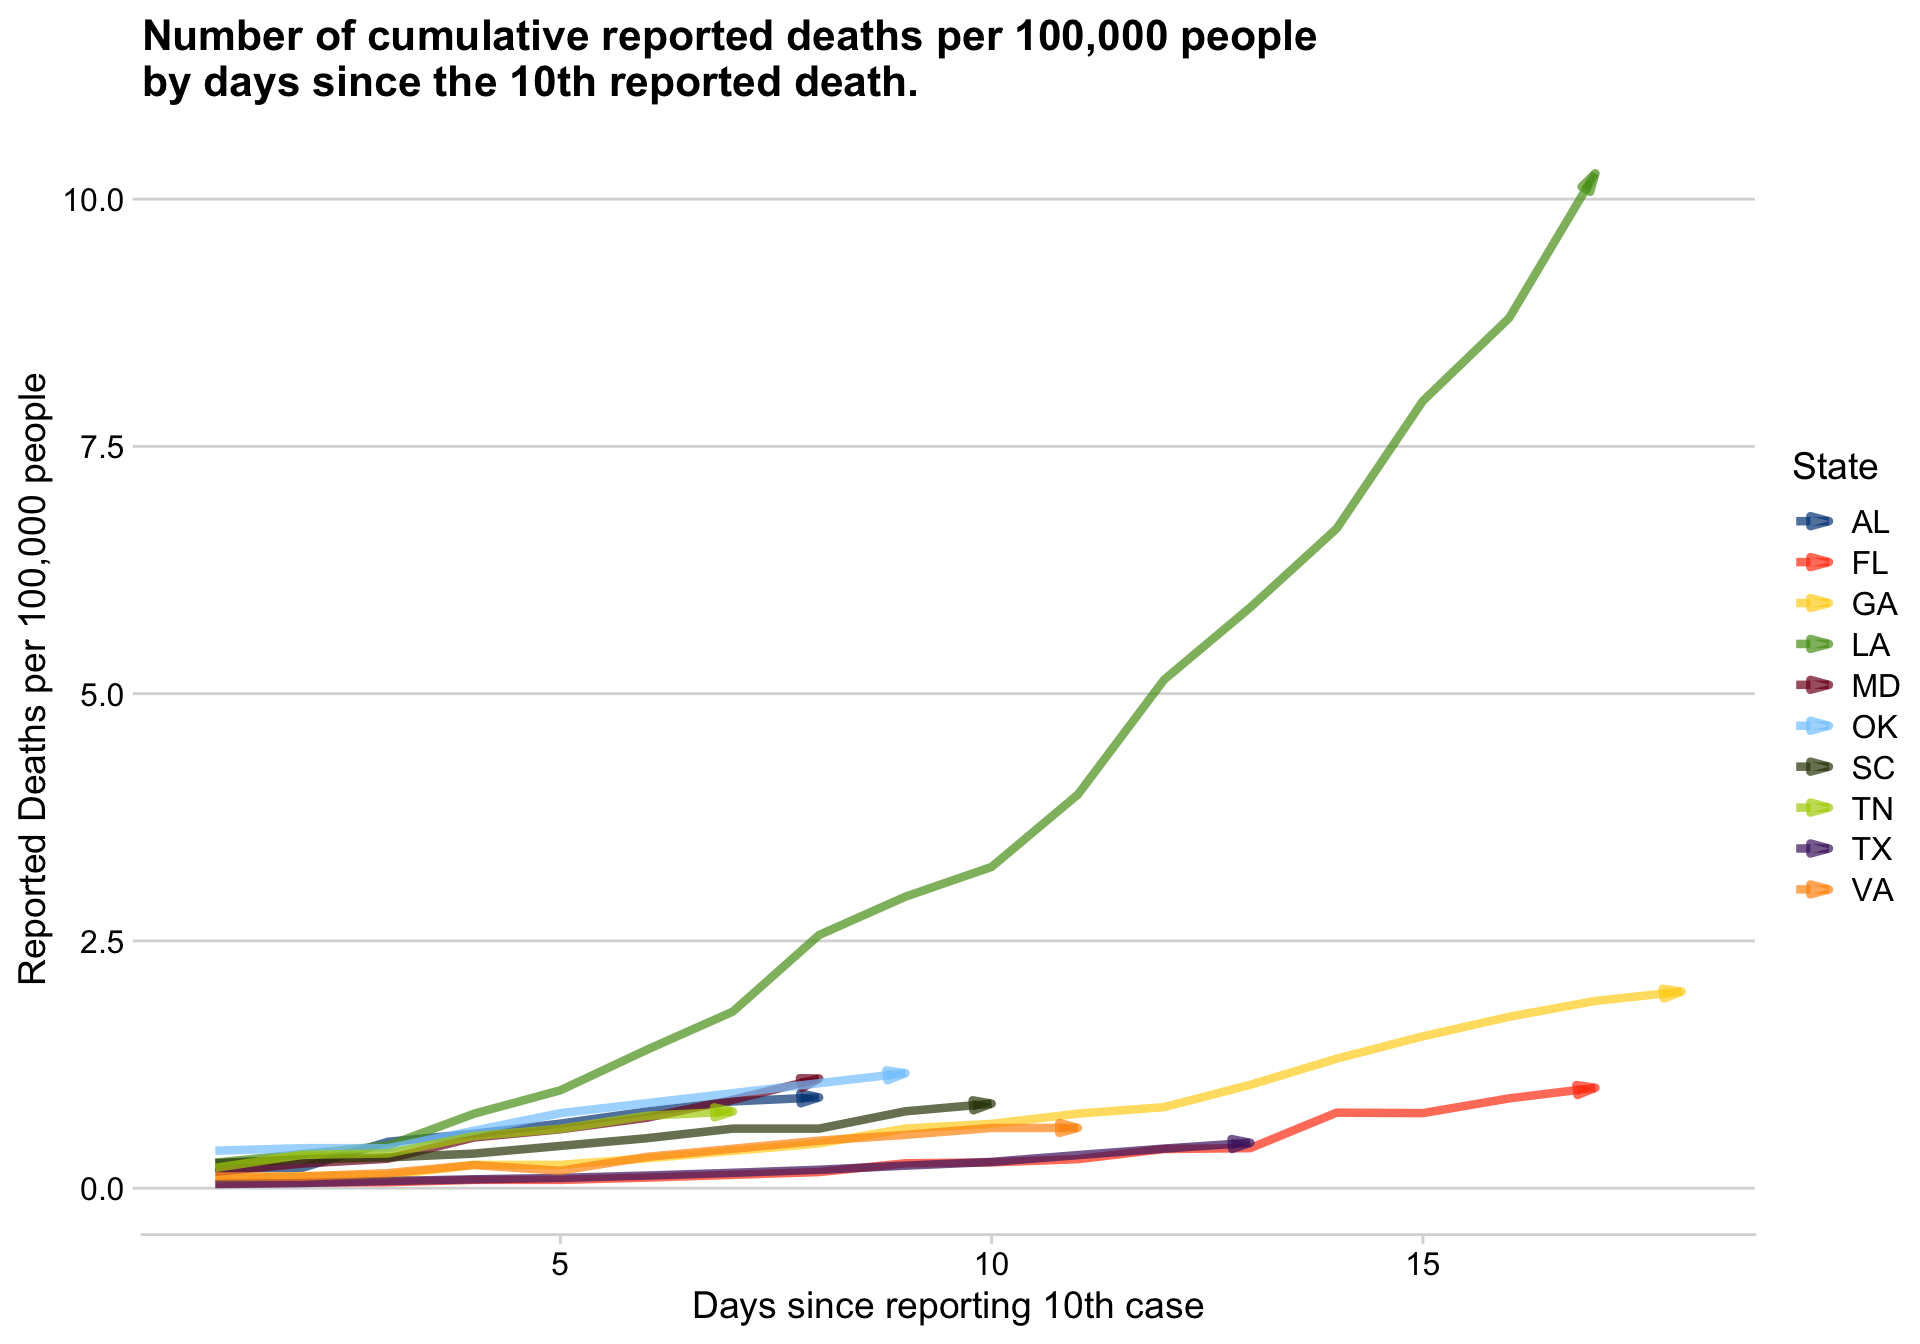 Number of cumulative reported deaths per 100,000 people
by days since the 10th reported death.
Reported Deaths per 100,000 people
10.0
7.5
5.0
2.5
0.0
5
10
15
Days since reporting 10th case
State
AL
FL
GA
LA
MD
OK
SC
TN
TX
VA